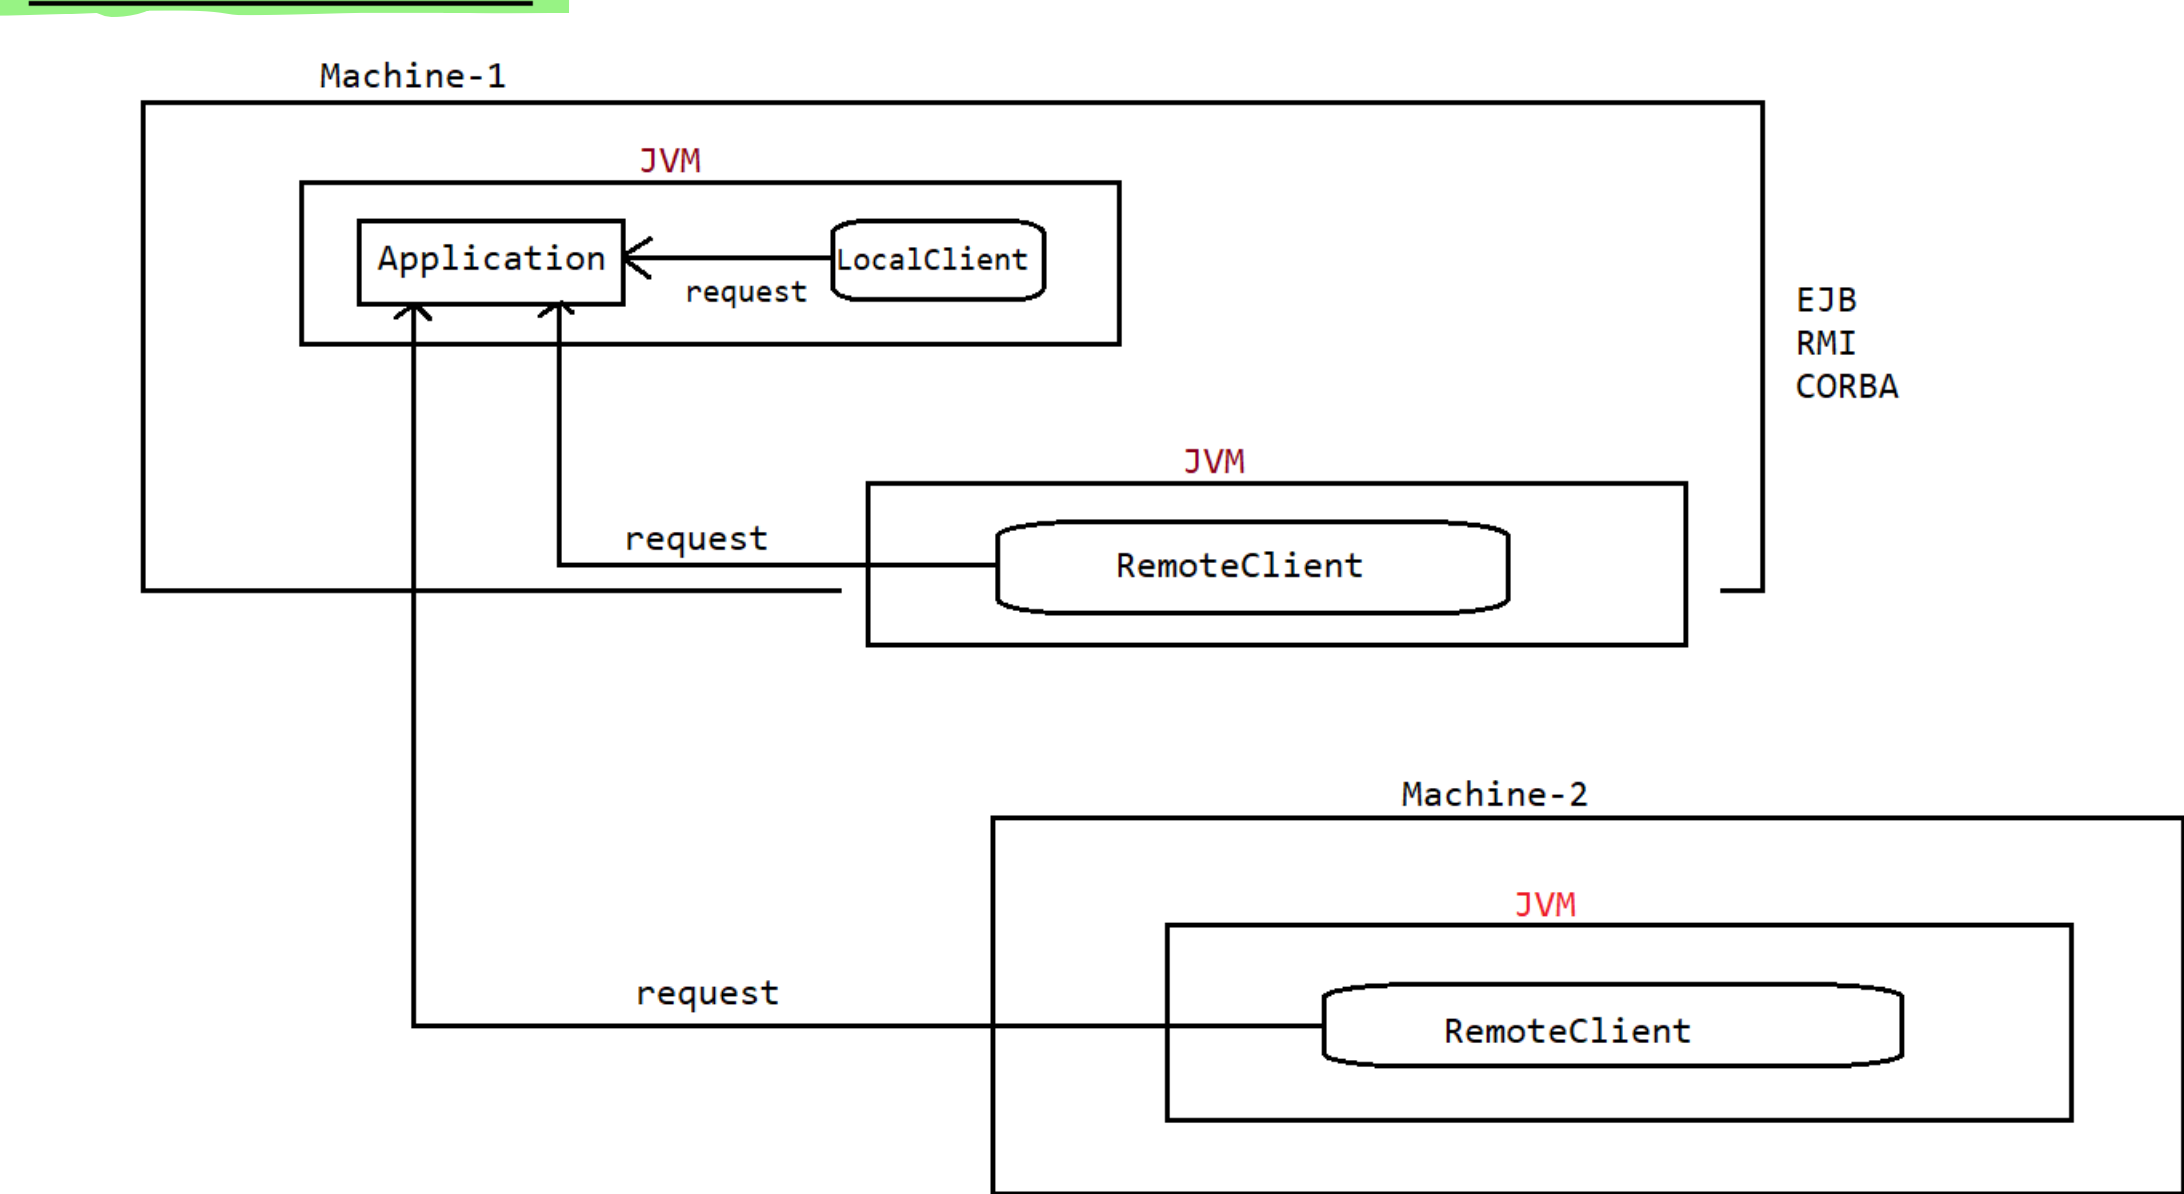 Machine-1
JVM
Application
LocalClient
request
EJB
RMI
CORBA
JVM
request
RemoteClient
Machine-2
JVM
request
RemoteClient